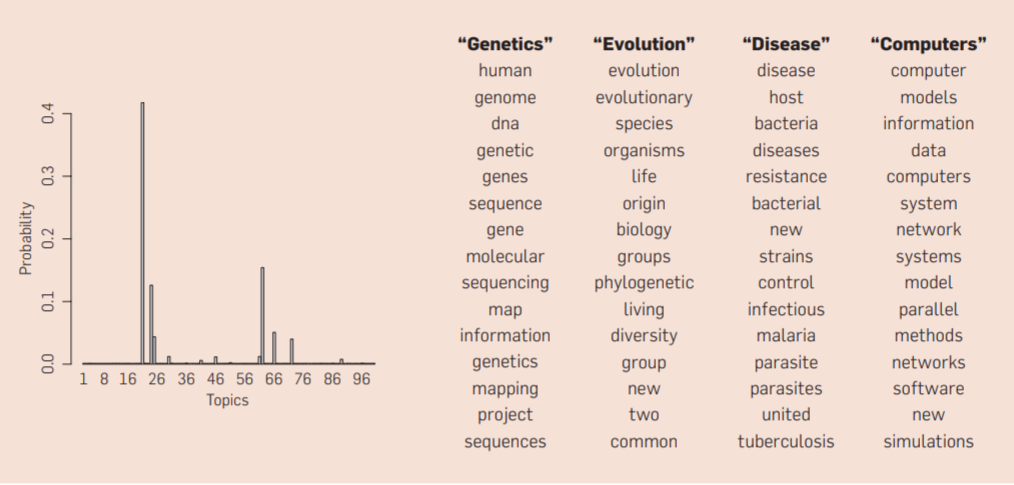 0.4
0.3
0.2
0.1
0.0
Probability
1 8 16 26 36 46 56 66 76 86 96
Topics
“Genetics” “Evolution” “Disease” “Computers”
human evolution disease computer
genome evolutionary host models
dna species bacteria information
genetic organisms diseases data
genes life resistance computers
sequence origin bacterial system
gene biology new network
molecular groups strains systems
sequencing phylogenetic control model
map living infectious parallel
information diversity malaria methods
genetics group parasite networks
mapping new parasites software
project two united new
sequences common tuberculosis simulations